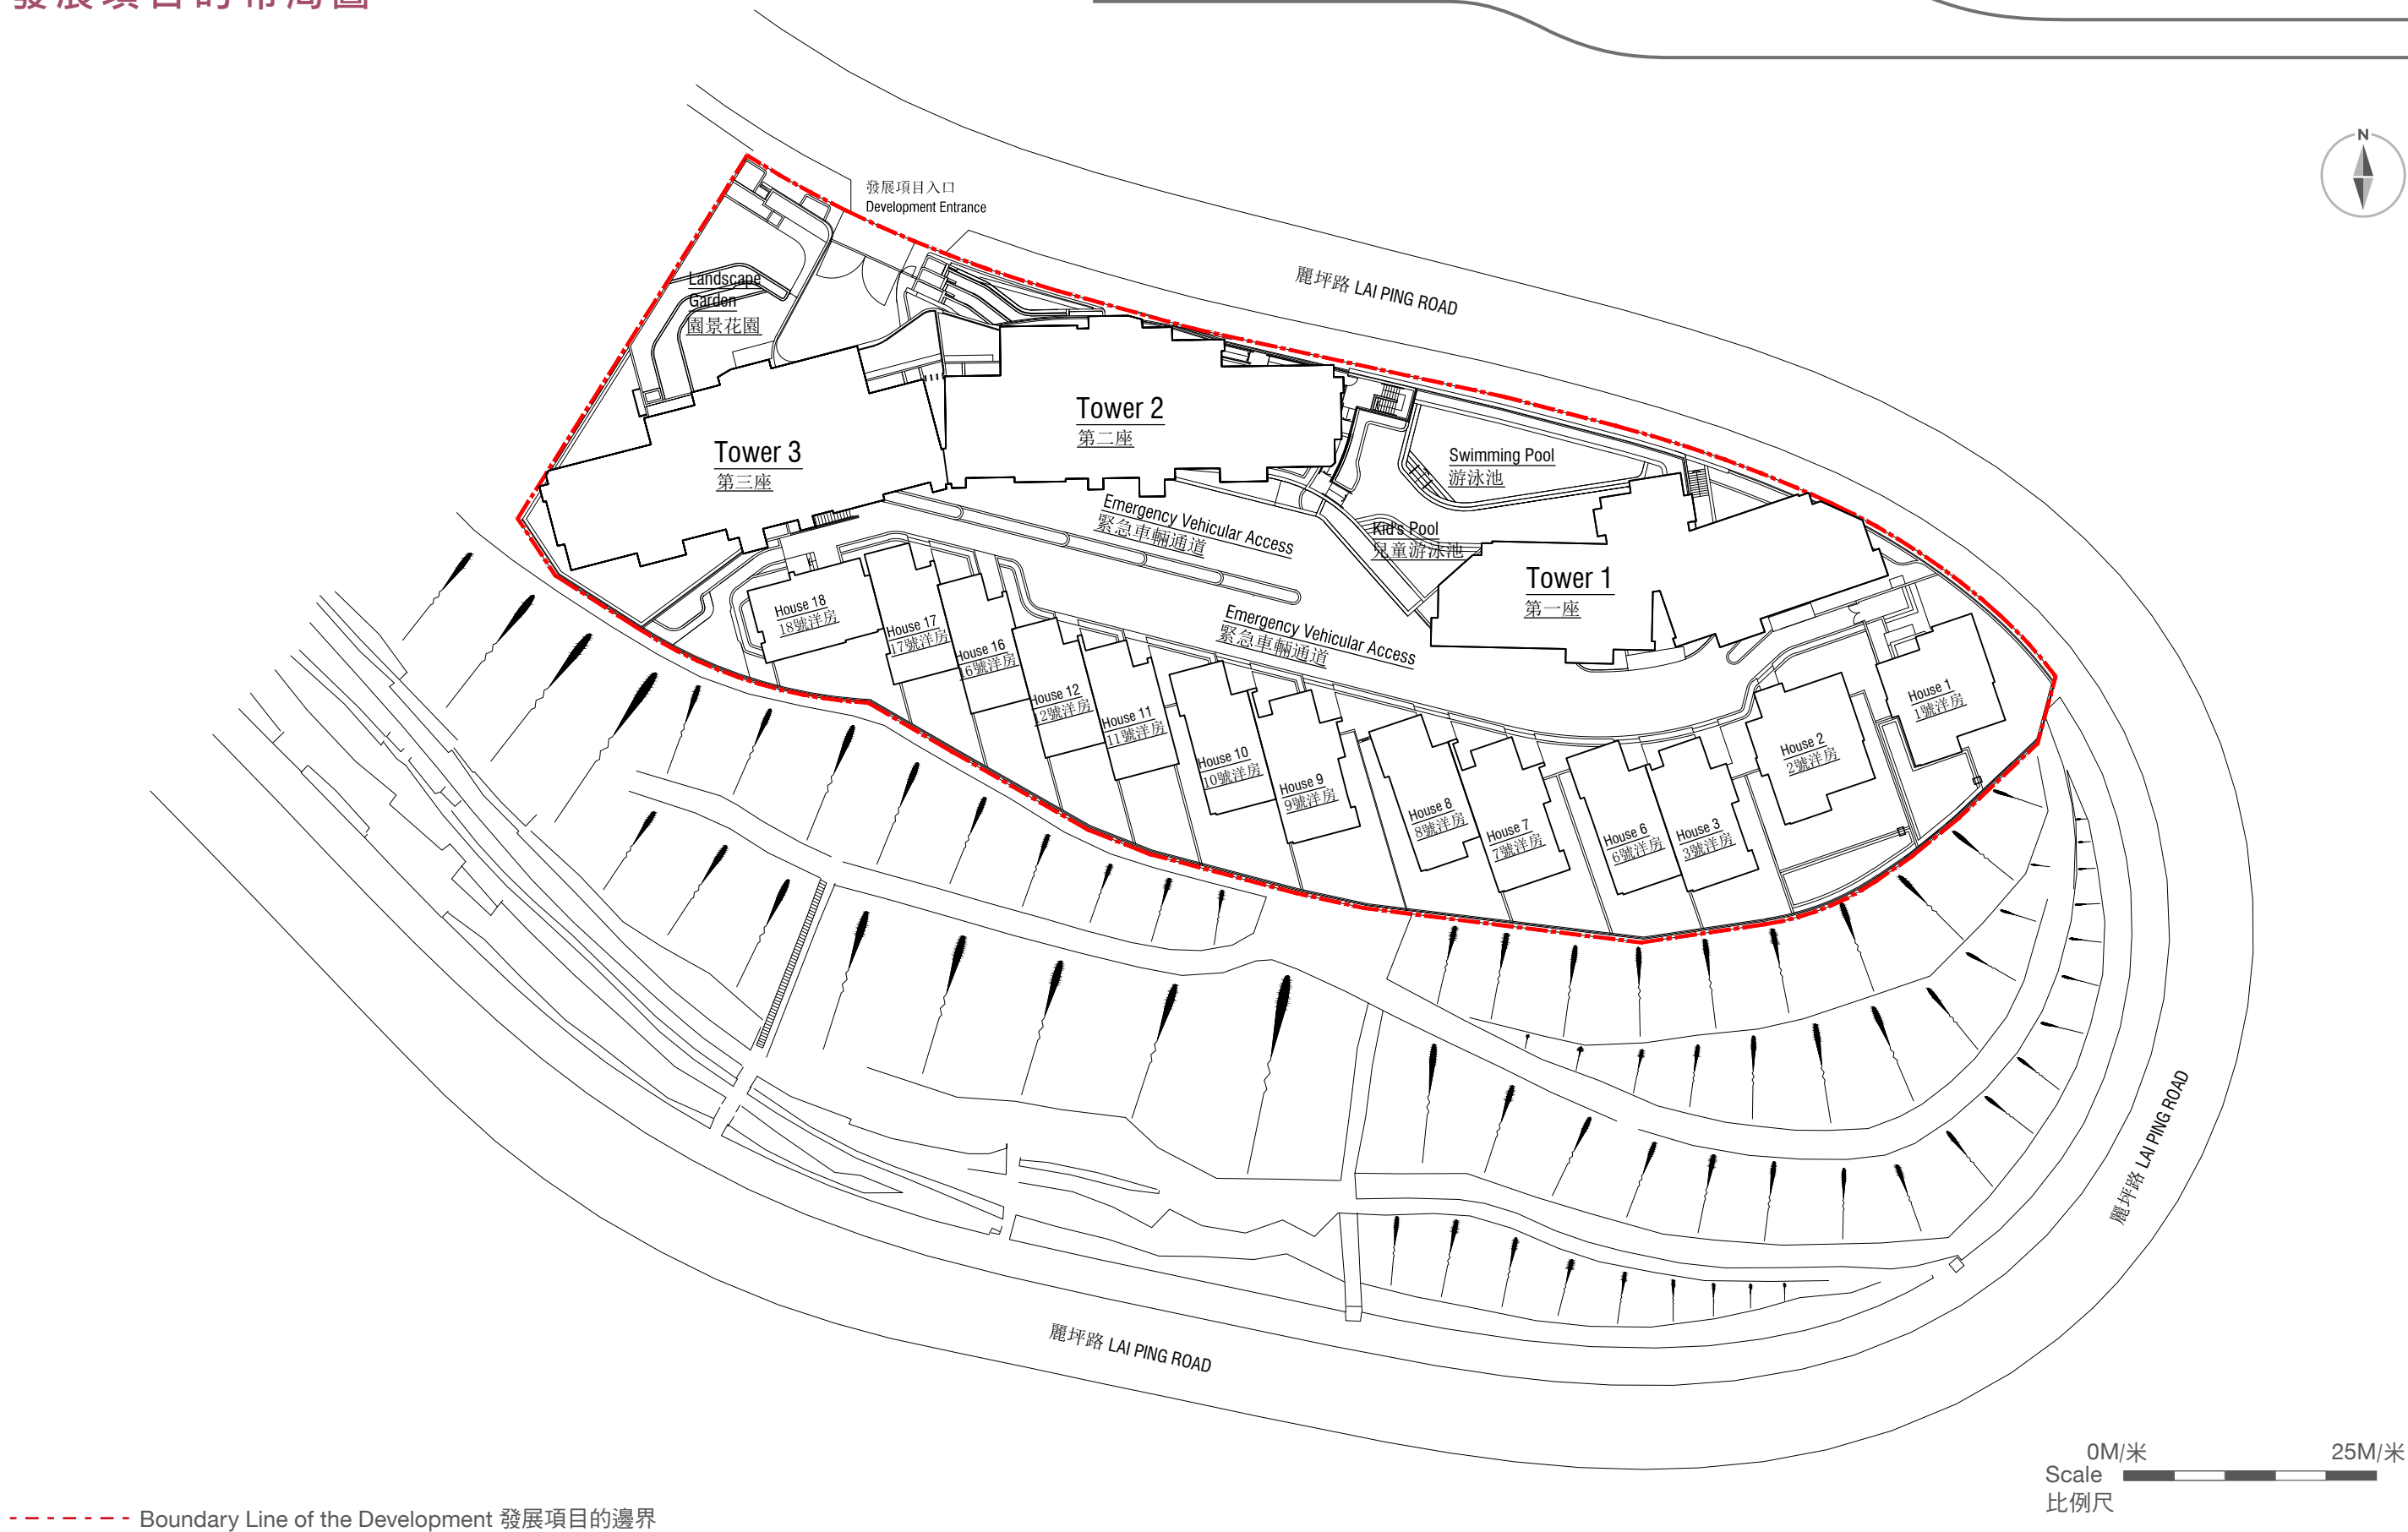 發展項目的布局圖
N
發展項目入口
Development Entrance
麗坪路 LAI PING ROAD
Landscape
Garden
園景花園
Tower 2
第二座
Tower 3
第三座
Swimming Pool
游泳池
Emergency Vehicular Access
緊急車輛通道
Kid's Pool
兒童游泳池
Tower 1
第一座
Emergency Vehicular Access
緊急車輛通道
House 18
18號洋房
House 17
17號洋房
House 16
16號洋房
House 12
12號洋房
House 11
11號洋房
House 10
10號洋房
House 9
9號洋房
House 8
8號洋房
House 7
7號洋房
House 6
6號洋房
House 3
3號洋房
House 2
2號洋房
House 1
1號洋房
麗坪路 LAI PING ROAD
麗坪路 LAI PING ROAD
0M/米 25M/米
Scale
比例尺
Boundary Line of the Development 發展項目的邊界